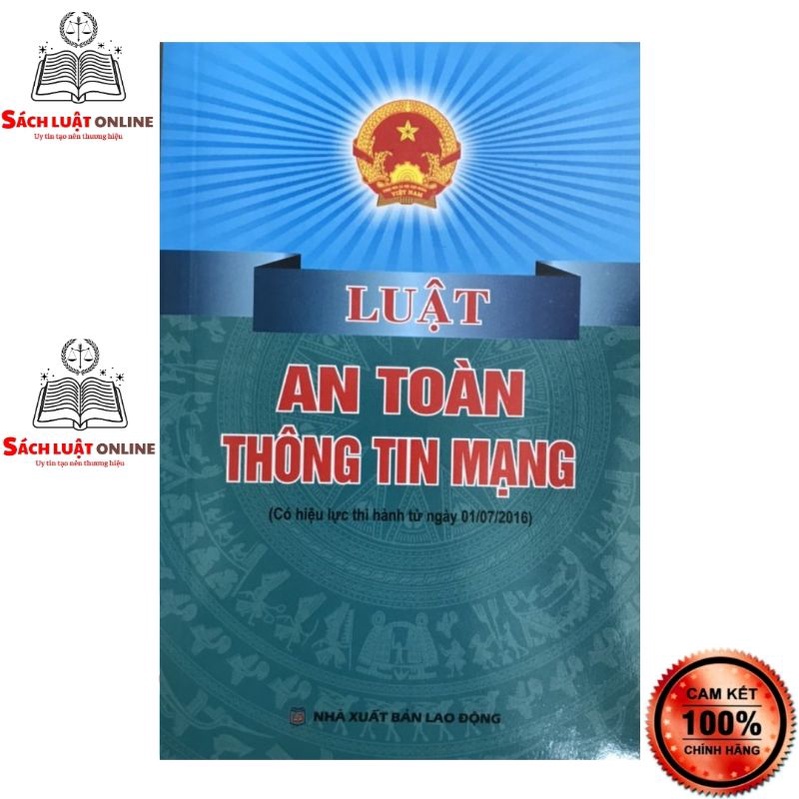 SÁCH LUẬT ONLINE
Uy tín tạo nên thương hiệu
VIỆT NAM
LUẬT
AN TOÀN
THÔNG TIN MẠNG
(Có hiệu lực thi hành từ ngày 01/07/2016)
SÁCH LUẬT ONLINE
Uy tín tạo nên thương hiệu
NHÀ XUẤT BẢN LAO ĐỘNG
CAM KẾT
100%
CHÍNH HÃNG